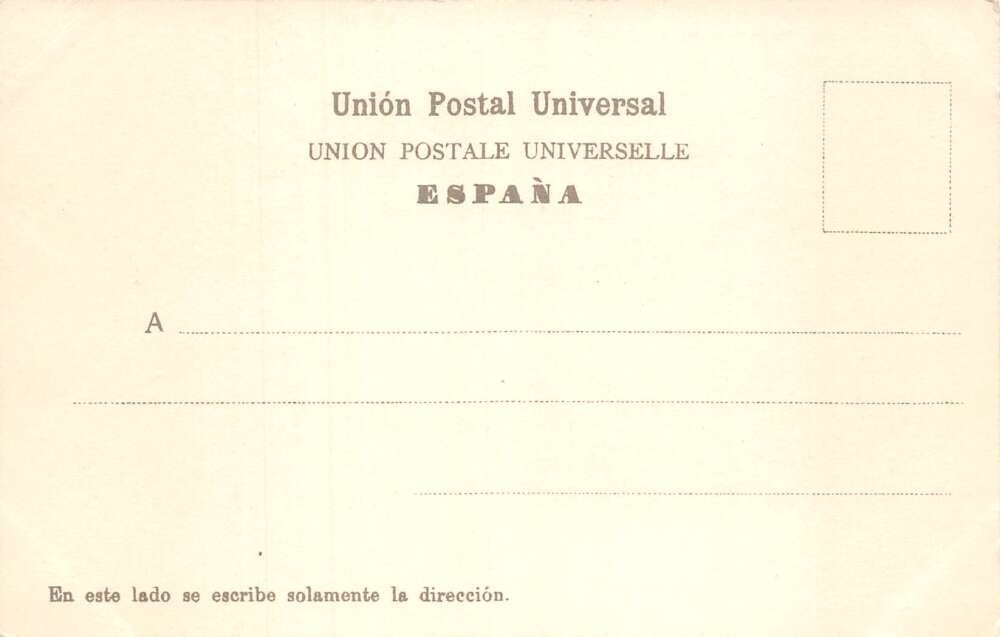 Unión Postal Universal
UNION POSTALE UNIVERSELLE
ESPAÑA
A
En este lado se escribe solamente la dirección.